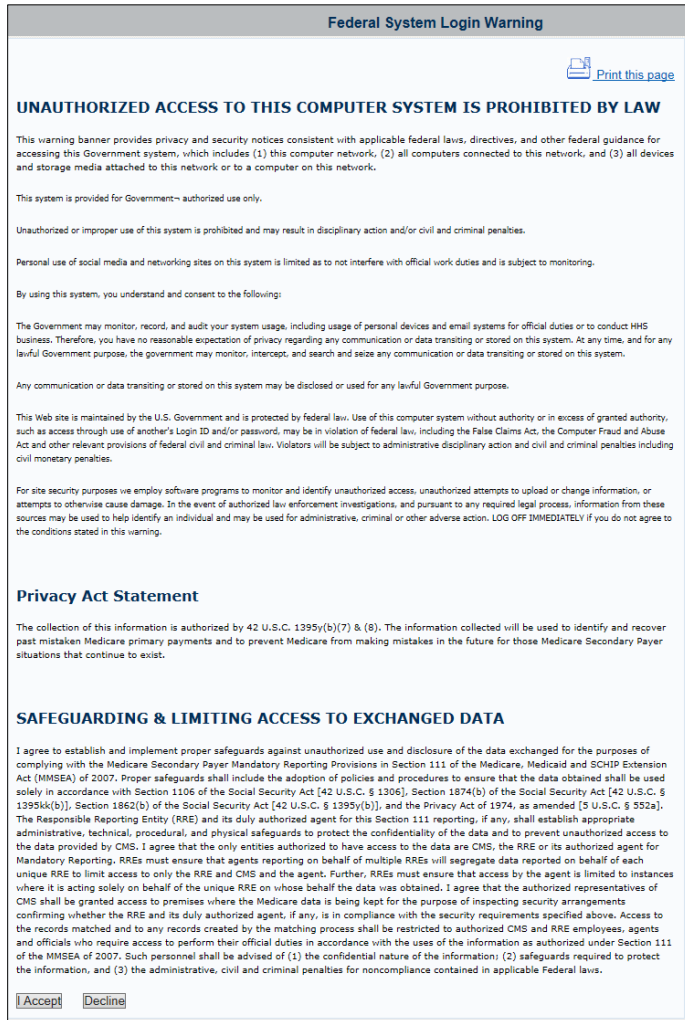 Federal System Login Warning
Print this page
UNAUTHORIZED ACCESS TO THIS COMPUTER SYSTEM IS PROHIBITED BY LAW
This warning banner provides privacy and security notices consistent with applicable federal laws, directives, and other federal guidance for
accessing this Government system, which includes (1) this computer network, (2) all computers connected to this network, and (3) all devices
and storage media attached to this network or to a computer on this network.
This system is provided for Government¬ authorized use only.
Unauthorized or improper use of this system is prohibited and may result in disciplinary action and/or civil and criminal penalties.
Personal use of social media and networking sites on this system is limited as to not interfere with official work duties and is subject to monitoring.
By using this system, you understand and consent to the following:
The Government may monitor, record, and audit your system usage, including usage of personal devices and email systems for official duties or to conduct HHS
business. Therefore, you have no reasonable expectation of privacy regarding any communication or data transiting or stored on this system. At any time, and for any
lawful Government purpose, the government may monitor, intercept, and search and seize any communication or data transiting or stored on this system.
Any communication or data transiting or stored on this system may be disclosed or used for any lawful Government purpose.
This Web site is maintained by the U.S. Government and is protected by federal law. Use of this computer system without authority or in excess of granted authority,
such as access through use of another's Login ID and/or password, may be in violation of federal law, including the False Claims Act, the Computer Fraud and Abuse
Act and other relevant provisions of federal civil and criminal law. Violators will be subject to administrative disciplinary action and civil and criminal penalties including
civil monetary penalties.
For site security purposes we employ software programs to monitor and identify unauthorized access, unauthorized attempts to upload or change information, or
attempts to otherwise cause damage. In the event of authorized law enforcement investigations, and pursuant to any required legal process, information from these
sources may be used to help identify an individual and may be used for administrative, criminal or other adverse action. LOG OFF IMMEDIATELY if you do not agree to
the conditions stated in this warning.
Privacy Act Statement
The collection of this information is authorized by 42 U.S.C. 1395y(b)(7) & (8). The information collected will be used to identify and recover
past mistaken Medicare primary payments and to prevent Medicare from making mistakes in the future for those Medicare Secondary Payer
situations that continue to exist.
SAFEGUARDING & LIMITING ACCESS TO EXCHANGED DATA
I agree to establish and implement proper safeguards against unauthorized use and disclosure of the data exchanged for the purposes of
complying with the Medicare Secondary Payer Mandatory Reporting Provisions in Section 111 of the Medicare, Medicaid and SCHIP Extension
Act (MMSEA) of 2007. Proper safeguards shall include the adoption of policies and procedures to ensure that the data obtained shall be used
solely in accordance with Section 1106 of the Social Security Act [42 U.S.C. § 1306], Section 1874(b) of the Social Security Act [42 U.S.C. §
1395kk(b)], Section 1862(b) of the Social Security Act [42 U.S.C. § 1395y(b)], and the Privacy Act of 1974, as amended [5 U.S.C. § 552a].
The Responsible Reporting Entity (RRE) and its duly authorized agent for this Section 111 reporting, if any, shall establish appropriate
administrative, technical, procedural, and physical safeguards to protect the confidentiality of the data and to prevent unauthorized access to
the data provided by CMS. I agree that the only entities authorized to have access to the data are CMS, the RRE or its authorized agent for
Mandatory Reporting. RREs must ensure that agents reporting on behalf of multiple RREs will segregate data reported on behalf of each
unique RRE to limit access to only the RRE and CMS and the agent. Further, RREs must ensure that access by the agent is limited to instances
where it is acting solely on behalf of the unique RRE on whose behalf the data was obtained. I agree that the authorized representatives of
CMS shall be granted access to premises where the Medicare data is being kept for the purpose of inspecting security arrangements
confirming whether the RRE and its duly authorized agent, if any, is in compliance with the security requirements specified above. Access to
the records matched and to any records created by the matching process shall be restricted to authorized CMS and RRE employees, agents
and officials who require access to perform their official duties in accordance with the uses of the information as authorized under Section 111
of the MMSEA of 2007. Such personnel shall be advised of (1) the confidential nature of the information; (2) safeguards required to protect
the information, and (3) the administrative, civil and criminal penalties for noncompliance contained in applicable Federal laws.
I Accept Decline